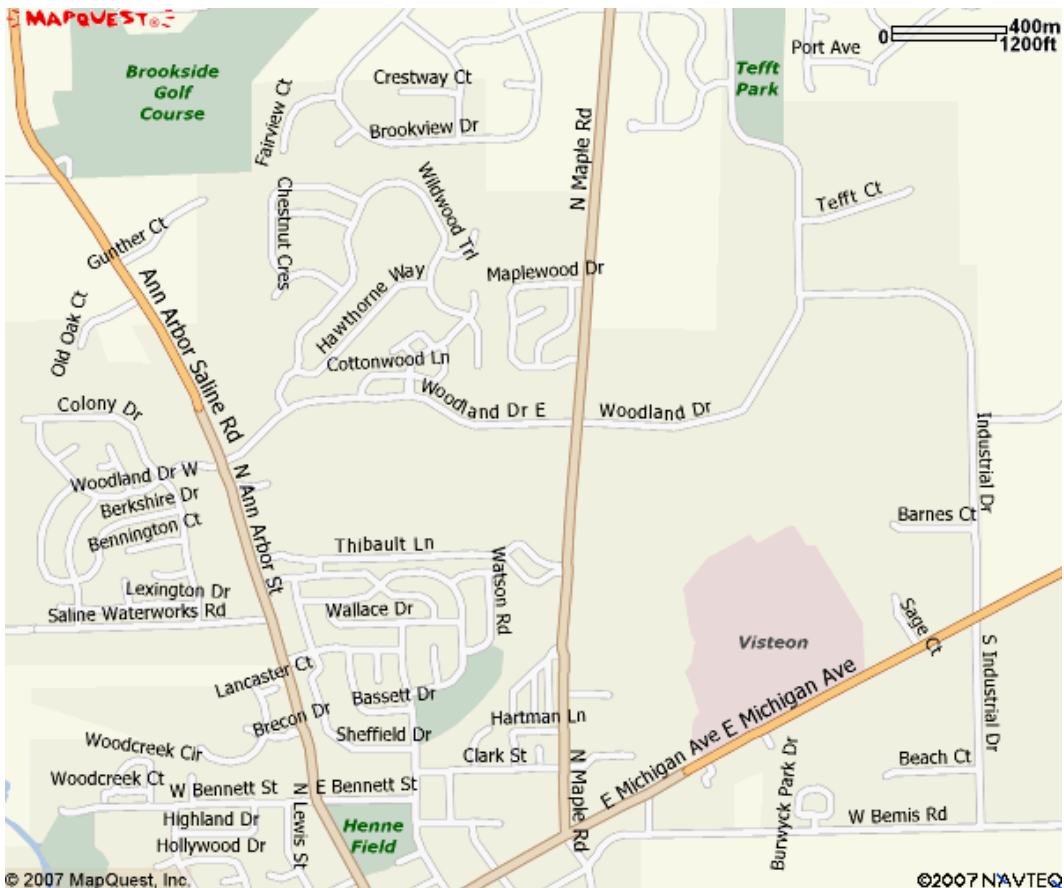 MAPQUEST
400m
0
1200ft
Port Ave
Brookside
Golf
Course
Crestway Ct
Tefft
Park
Fairview Ct
Brookview Dr
N Maple Rd
Chestnut Cres
Wildwood Trl
Tefft Ct
Gunther Ct
Maplewood Dr
Hawthorne Way
Old Oak Ct
Ann Arbor Saline Rd
Cottonwood Ln
Woodland Dr E
Woodland Dr
Colony Dr
Industrial Dr
Woodland Dr W
Berkshire Dr
N Ann Arbor St
Bennington Ct
Barnes Ct
Thibault Ln
Watson Rd
Lexington Dr
Saline Waterworks Rd
Wallace Dr
Sage Ct
Visteon
S Industrial Dr
Lancaster Ct
Bassett Dr
E Michigan Ave
Brecon Dr
Hartman Ln
Sheffield Dr
Woodcreek Cir
Clark St
N Maple Rd
E Michigan Ave
Burwyck Park Dr
Beach Ct
Woodcreek Ct
W Bennett St
N Lewis St
E Bennett St
Highland Dr
Henne
Field
W Bemis Rd
Hollywood Dr
© 2007 MapQuest, Inc.
©2007 NAVTEQ